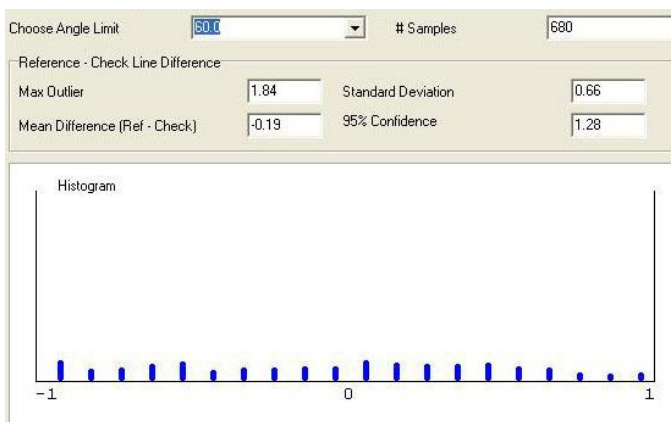 Choose Angle Limit 60.0 # Samples 680
Reference - Check Line Difference
Max Outlier 1.84 Standard Deviation 0.66
Mean Difference (Ref - Check) -0.19 95% Confidence 1.28
Histogram
-1 0 1